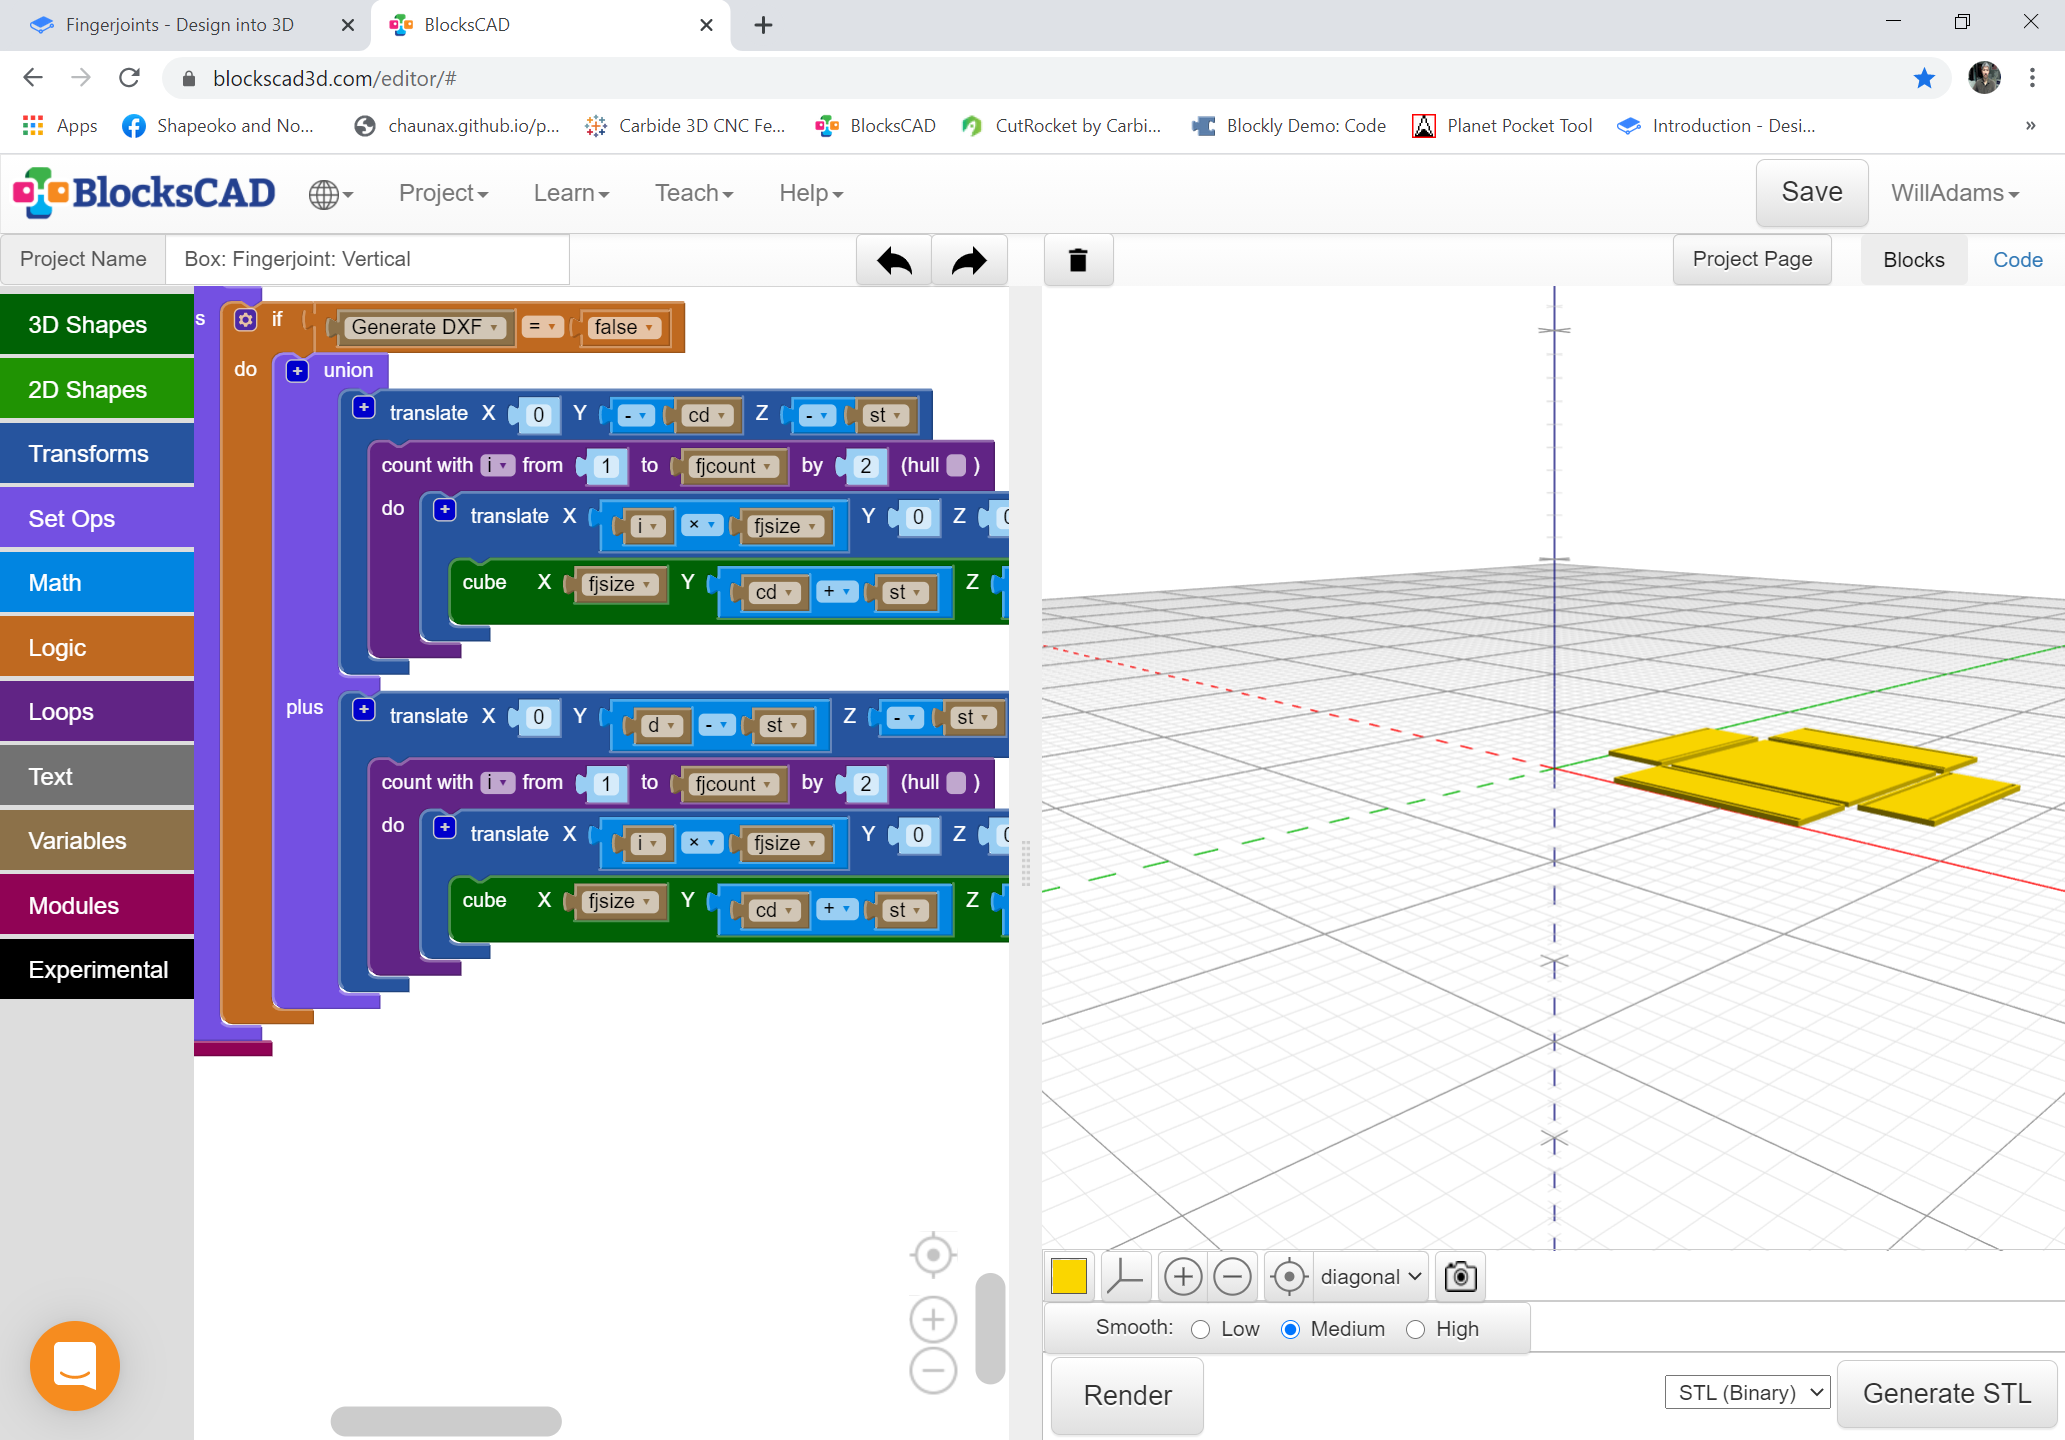 Fingerjoints - Design into 3D
BlocksCAD
blockscad3d.com/editor/#
Apps Shapeoko and No... chaunax.github.io/p... Carbide 3D CNC Fe... BlocksCAD CutRocket by Carbi... Blockly Demo: Code Planet Pocket Tool Introduction - Desi... »
BlocksCAD Project Learn Teach Help Save WillAdams
Project Name Box: Fingerjoint: Vertical Project Page Blocks Code
3D Shapes
2D Shapes
Transforms
Set Ops
Math
Logic
Loops
Text
Variables
Modules
Experimental
s if Generate DXF = false
do + union
+ translate X 0 Y - cd Z - st
count with i from 1 to fjcount by 2 (hull )
do + translate X i × fjsize Y 0 Z
cube X fjsize Y cd + st Z
plus + translate X 0 Y d - st Z - st
count with i from 1 to fjcount by 2 (hull )
do + translate X i × fjsize Y 0 Z
cube X fjsize Y cd + st Z
diagonal
Smooth: Low Medium High
Render STL (Binary) Generate STL